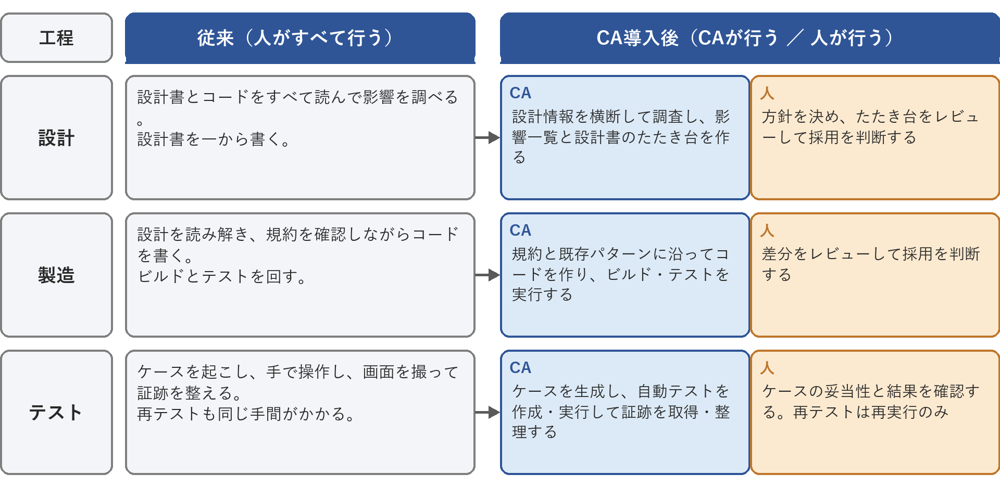 工程
従来（人がすべて行う）
CA導入後（CAが行う ／ 人が行う）
設計
設計書とコードをすべて読んで影響を調べる
。
設計書を一から書く。
CA
設計情報を横断して調査し、影
響一覧と設計書のたたき台を作
る
人
方針を決め、たたき台をレビュ
ーして採用を判断する
製造
設計を読み解き、規約を確認しながらコード
を書く。
ビルドとテストを回す。
CA
規約と既存パターンに沿ってコ
ードを作り、ビルド・テストを
実行する
人
差分をレビューして採用を判断
する
テスト
ケースを起こし、手で操作し、画面を撮って
証跡を整える。
再テストも同じ手間がかかる。
CA
ケースを生成し、自動テストを
作成・実行して証跡を取得・整
理する
人
ケースの妥当性と結果を確認す
る。再テストは再実行のみ